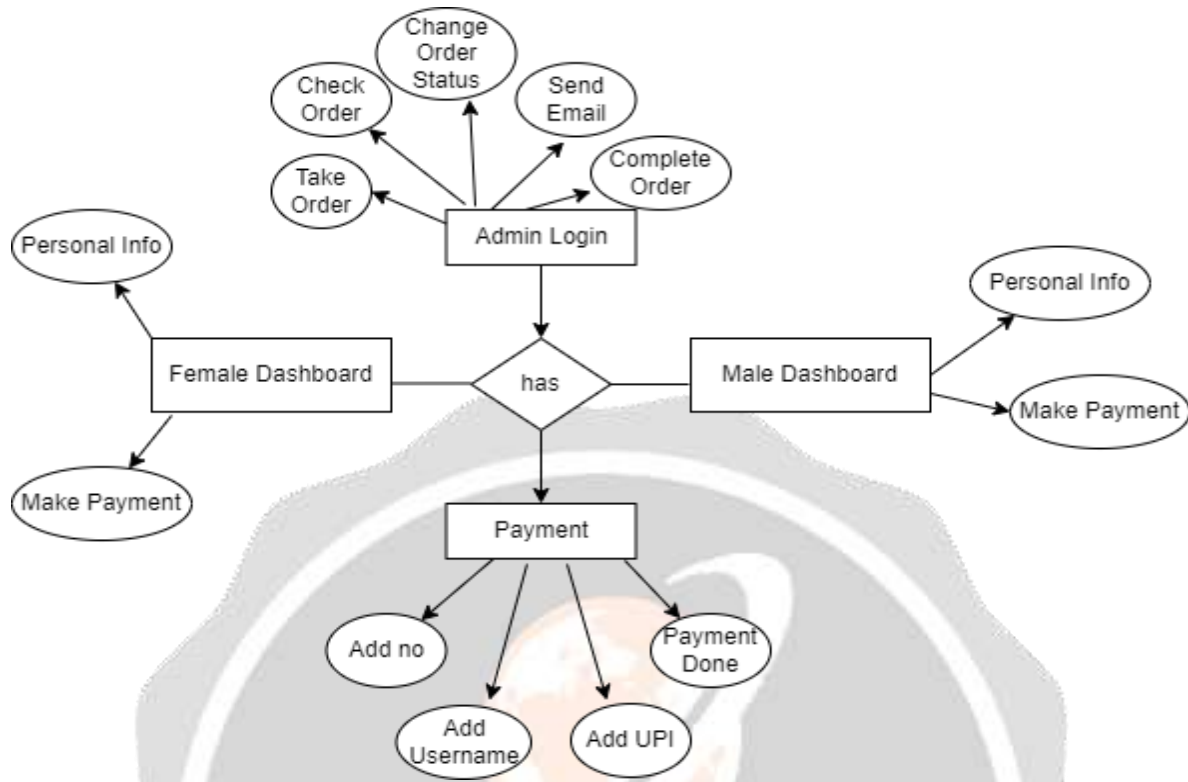 Change
Order
Status
Check
Order
Send
Email
Take
Order
Complete
Order
Admin Login
Personal Info
Personal Info
Female Dashboard
has
Male Dashboard
Make Payment
Make Payment
Payment
Add no
Payment
Done
Add
Username
Add UPI